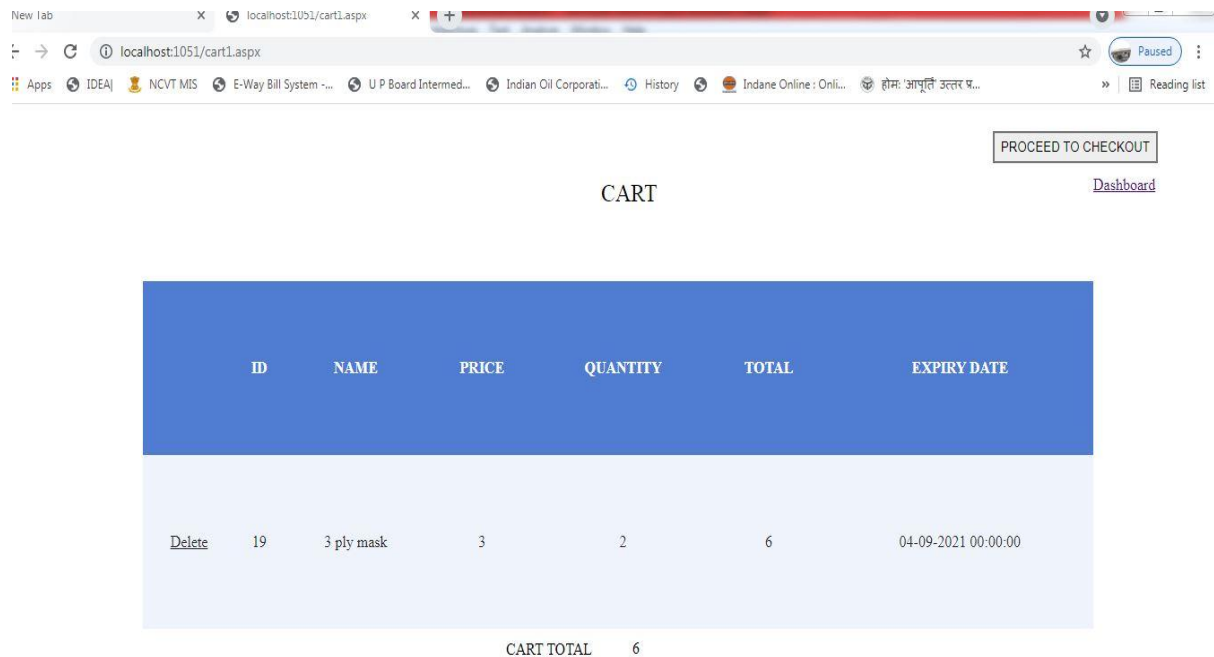 New Tab × localhost:1051/cart1.aspx × +
localhost:1051/cart1.aspx Paused
Apps IDEA| NCVT MIS E-Way Bill System -... U P Board Intermed... Indian Oil Corporati... History Indane Online : Onli... होम: 'आपूर्ति उत्तर प्र... » Reading list
PROCEED TO CHECKOUT
Dashboard
CART
ID NAME PRICE QUANTITY TOTAL EXPIRY DATE
Delete 19 3 ply mask 3 2 6 04-09-2021 00:00:00
CART TOTAL 6